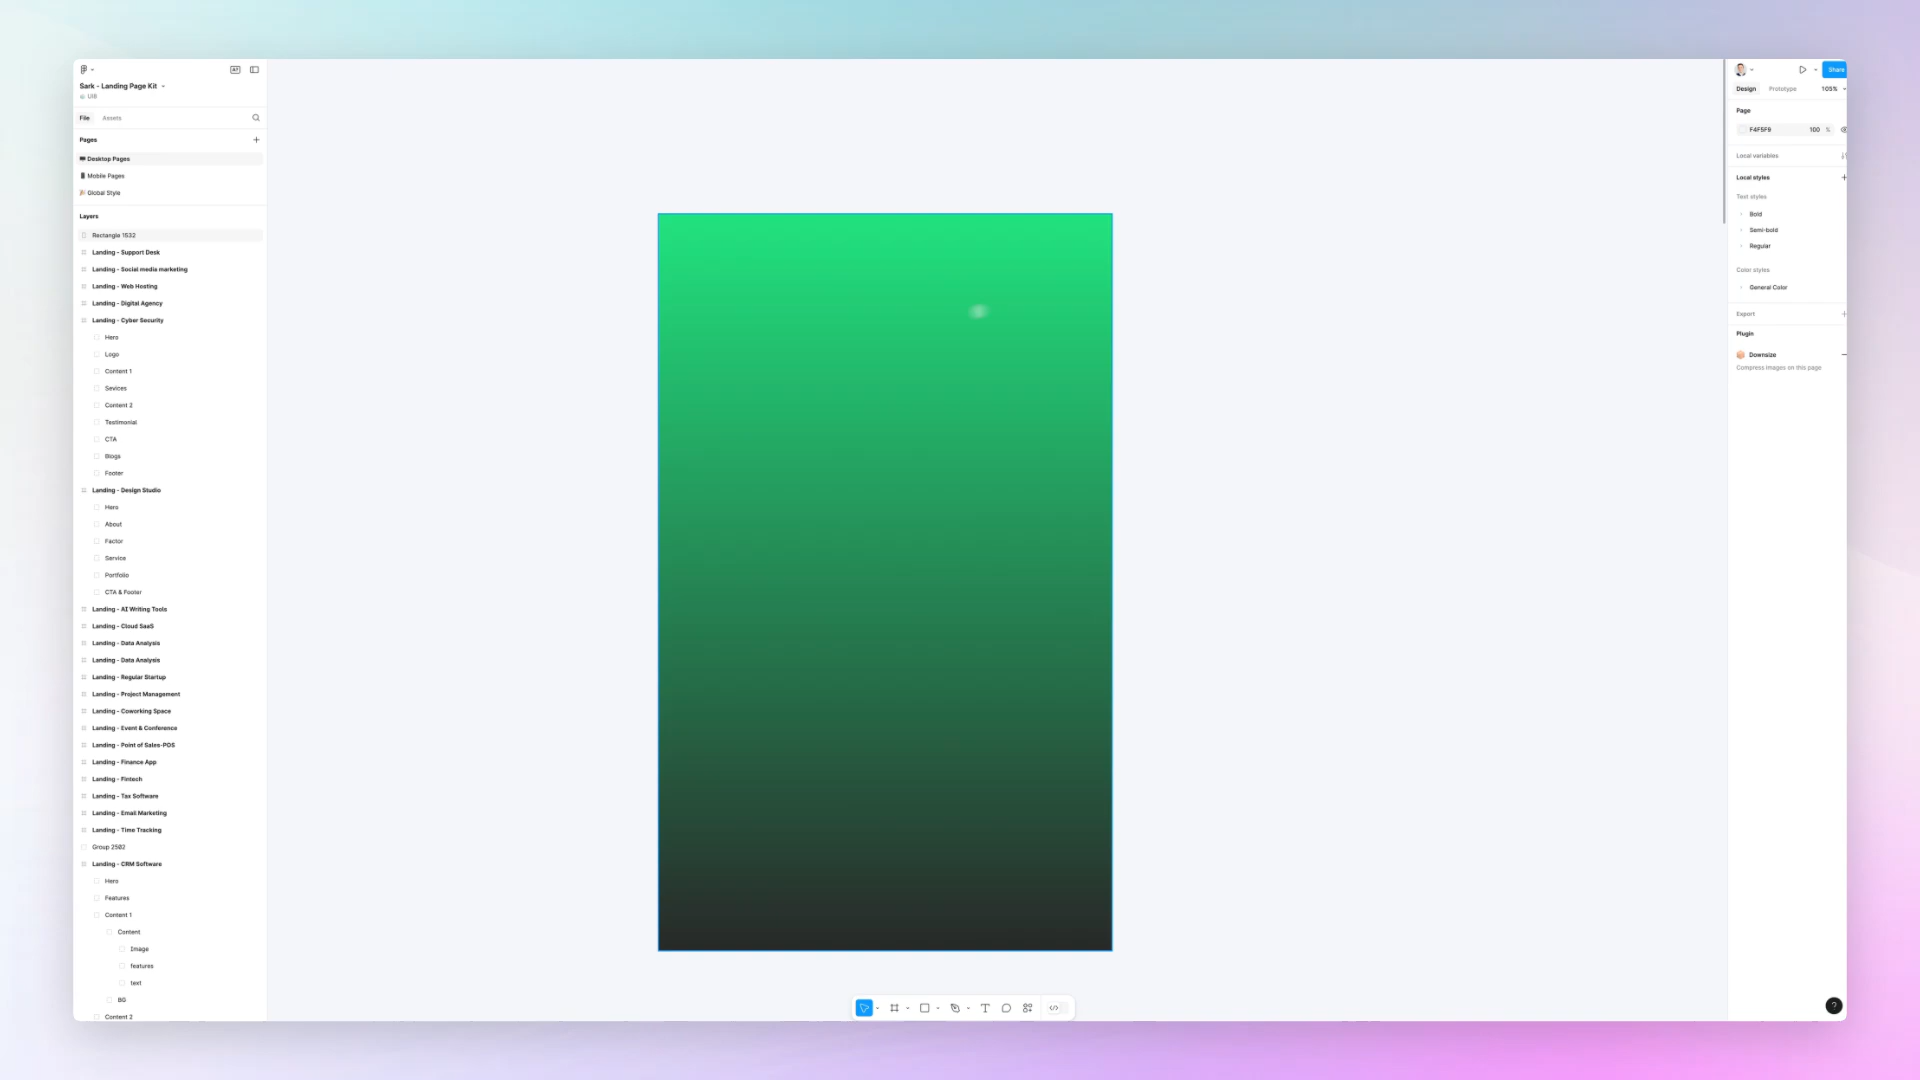 Sark - Landing Page Kit
UI8
File
Assets
Pages
Desktop Pages
Mobile Pages
Global Style
Layers
Rectangle 1532
Landing - Support Desk
Landing - Social media marketing
Landing - Web Hosting
Landing - Digital Agency
Landing - Cyber Security
Hero
Logo
Content 1
Sevices
Content 2
Testimonial
CTA
Blogs
Footer
Landing - Design Studio
Hero
About
Factor
Service
Portfolio
CTA & Footer
Landing - AI Writing Tools
Landing - Cloud SaaS
Landing - Data Analysis
Landing - Data Analysis
Landing - Regular Startup
Landing - Project Management
Landing - Coworking Space
Landing - Event & Conference
Landing - Point of Sales-POS
Landing - Finance App
Landing - Fintech
Landing - Tax Software
Landing - Email Marketing
Landing - Time Tracking
Group 2502
Landing - CRM Software
Hero
Features
Content 1
Content
Image
features
text
BG
Content 2
Share
Design
Prototype
105%
Page
F4F5F9
100
%
Local variables
Local styles
Text styles
Bold
Semi-bold
Regular
Color styles
General Color
Export
Plugin
Downsize
Compress images on this page
?